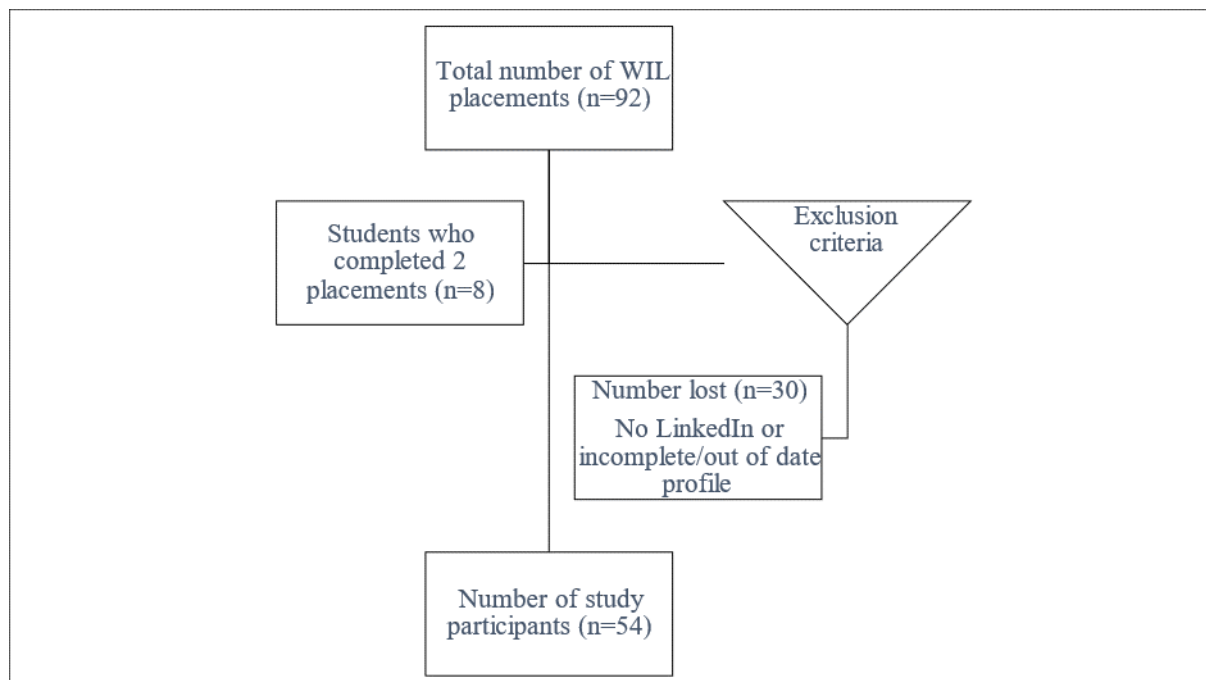 Total number of WIL
placements (n=92)
Students who
completed 2
placements (n=8)
Exclusion
criteria
Number lost (n=30)
No LinkedIn or
incomplete/out of date
profile
Number of study
participants (n=54)